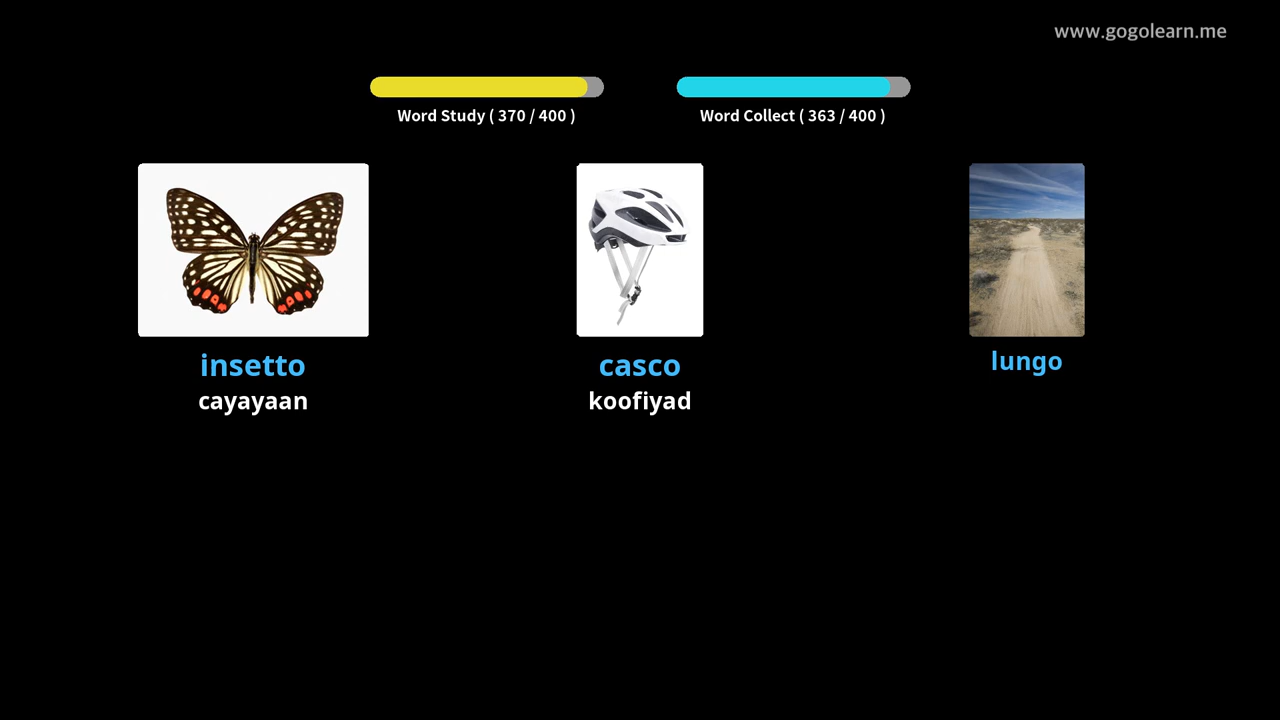 www.gogolearn.me
Word Study ( 370 / 400 )
Word Collect ( 363 / 400 )
insetto
cayayaan
casco
koofiyad
lungo